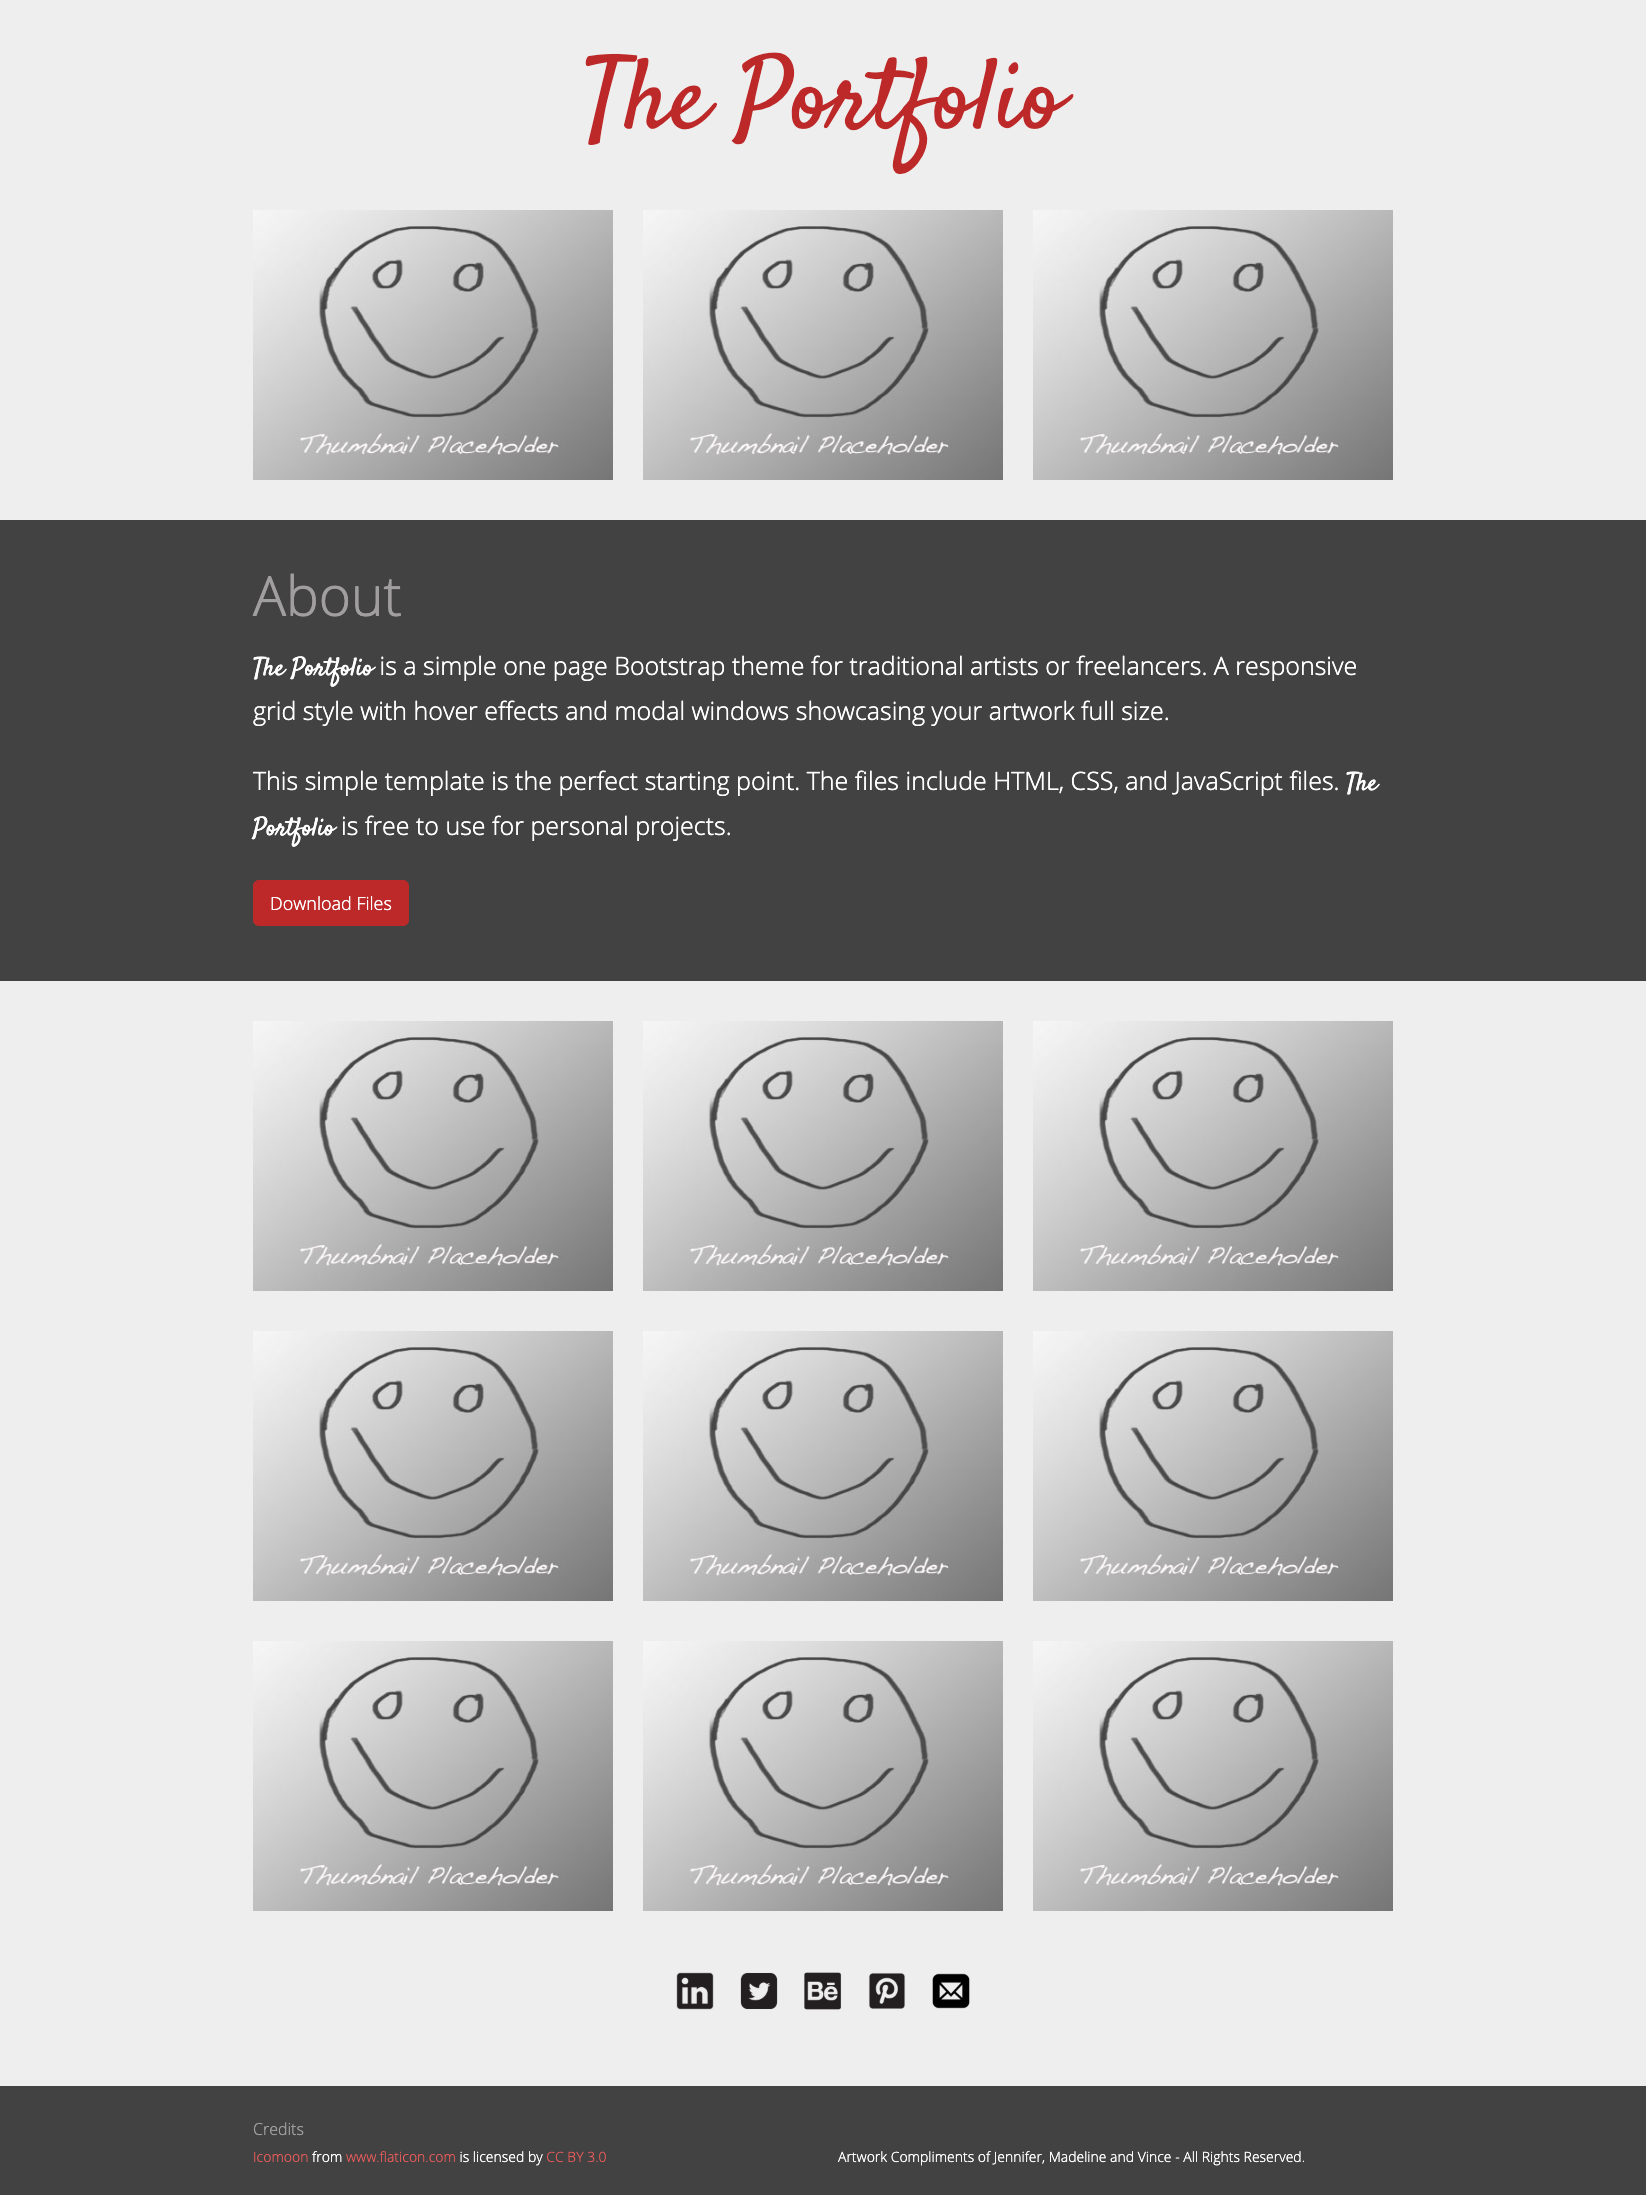 The Portfolio
Thumbnail Placeholder
Thumbnail Placeholder
Thumbnail Placeholder
About
The Portfolio is a simple one page Bootstrap theme for traditional artists or freelancers. A responsive
grid style with hover effects and modal windows showcasing your artwork full size.
This simple template is the perfect starting point. The files include HTML, CSS, and JavaScript files. The
Portfolio is free to use for personal projects.
Download Files
Thumbnail Placeholder
Thumbnail Placeholder
Thumbnail Placeholder
Thumbnail Placeholder
Thumbnail Placeholder
Thumbnail Placeholder
Thumbnail Placeholder
Thumbnail Placeholder
Thumbnail Placeholder
in
Bē
Credits
Icomoon from www.flaticon.com is licensed by CC BY 3.0
Artwork Compliments of Jennifer, Madeline and Vince - All Rights Reserved.